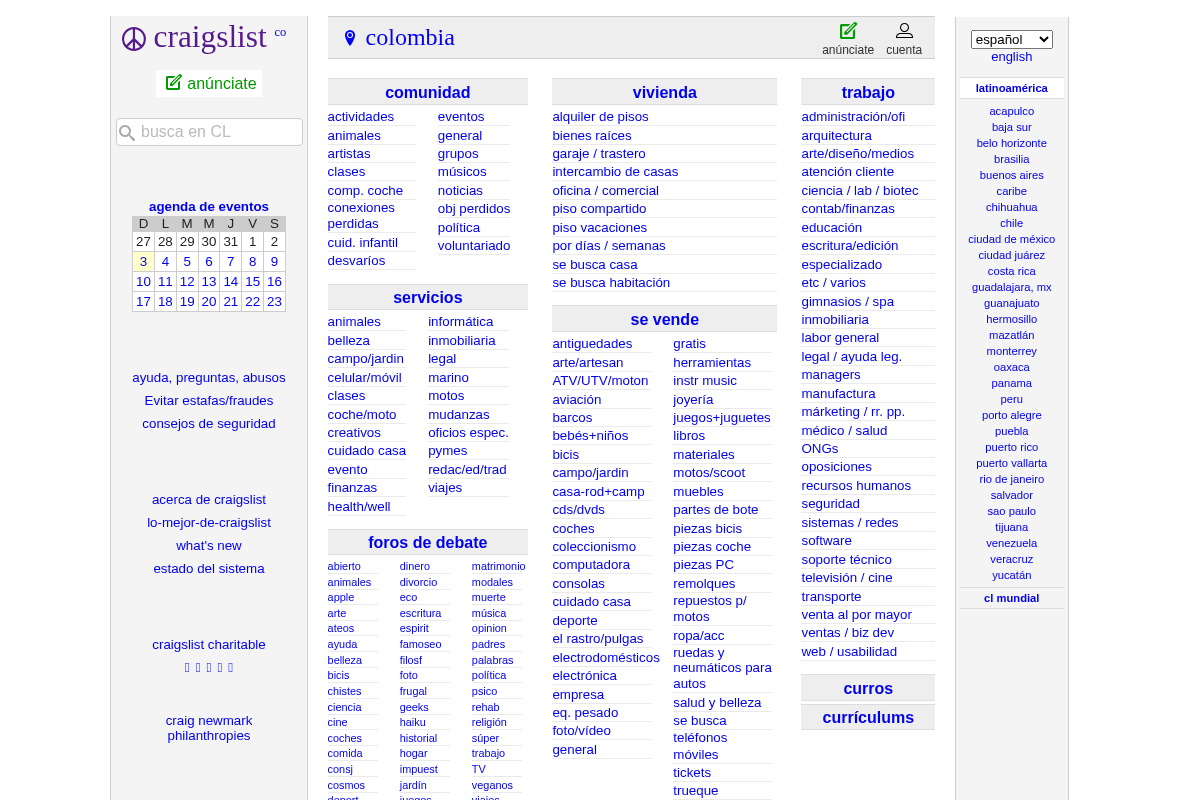 craigslist co
anúnciate
busca en CL
agenda de eventos
D L M M J V S
27 28 29 30 31 1 2
3 4 5 6 7 8 9
10 11 12 13 14 15 16
17 18 19 20 21 22 23
ayuda, preguntas, abusos
Evitar estafas/fraudes
consejos de seguridad
acerca de craigslist
lo-mejor-de-craigslist
what's new
estado del sistema
craigslist charitable
craig newmark
philanthropies
colombia
anúnciate
cuenta
comunidad
actividades
animales
artistas
clases
comp. coche
conexiones
perdidas
cuid. infantil
desvaríos
eventos
general
grupos
músicos
noticias
obj perdidos
política
voluntariado
servicios
animales
belleza
campo/jardin
celular/móvil
clases
coche/moto
creativos
cuidado casa
evento
finanzas
health/well
informática
inmobiliaria
legal
marino
motos
mudanzas
oficios espec.
pymes
redac/ed/trad
viajes
foros de debate
abierto
animales
apple
arte
ateos
ayuda
belleza
bicis
chistes
ciencia
cine
coches
comida
consj
cosmos
deport
dinero
divorcio
eco
escritura
espirit
famoseo
filosf
foto
frugal
geeks
haiku
historial
hogar
impuest
jardín
juegos
matrimonio
modales
muerte
música
opinion
padres
palabras
política
psico
rehab
religión
súper
trabajo
TV
veganos
viajes
vivienda
alquiler de pisos
bienes raíces
garaje / trastero
intercambio de casas
oficina / comercial
piso compartido
piso vacaciones
por días / semanas
se busca casa
se busca habitación
se vende
antiguedades
arte/artesan
ATV/UTV/moton
aviación
barcos
bebés+niños
bicis
campo/jardin
casa-rod+camp
cds/dvds
coches
coleccionismo
computadora
consolas
cuidado casa
deporte
el rastro/pulgas
electrodomésticos
electrónica
empresa
eq. pesado
foto/vídeo
general
gratis
herramientas
instr music
joyería
juegos+juguetes
libros
materiales
motos/scoot
muebles
partes de bote
piezas bicis
piezas coche
piezas PC
remolques
repuestos p/
motos
ropa/acc
ruedas y
neumáticos para
autos
salud y belleza
se busca
teléfonos
móviles
tickets
trueque
trabajo
administración/ofi
arquitectura
arte/diseño/medios
atención cliente
ciencia / lab / biotec
contab/finanzas
educación
escritura/edición
especializado
etc / varios
gimnasios / spa
inmobiliaria
labor general
legal / ayuda leg.
managers
manufactura
márketing / rr. pp.
médico / salud
ONGs
oposiciones
recursos humanos
seguridad
sistemas / redes
software
soporte técnico
televisión / cine
transporte
venta al por mayor
ventas / biz dev
web / usabilidad
curros
currículums
español
english
latinoamérica
acapulco
baja sur
belo horizonte
brasilia
buenos aires
caribe
chihuahua
chile
ciudad de méxico
ciudad juárez
costa rica
guadalajara, mx
guanajuato
hermosillo
mazatlán
monterrey
oaxaca
panama
peru
porto alegre
puebla
puerto rico
puerto vallarta
rio de janeiro
salvador
sao paulo
tijuana
venezuela
veracruz
yucatán
cl mundial